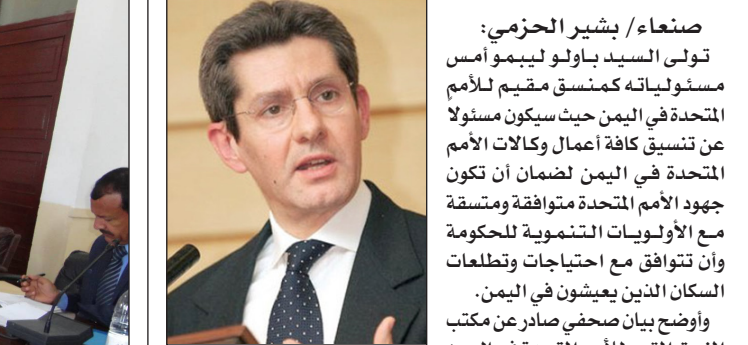 صنعاء/ بشير الحزمي:
تولى السيد باولو ليبمو أمس
مسئولياته كمنسق مقيم للأمم
المتحدة في اليمن حيث سيكون مسئولا
عن تنسيق كافة أعمال وكالات الأمم
المتحدة في اليمن لضمان أن تكون
جهود الأمم المتحدة متوافقة ومتسقة
مع الأولويات التنموية للحكومة
وأن تتوافق مع احتياجات وتطلعات
السكان الذين يعيشون في اليمن.
وأوضح بيان صحفي صادر عن مكتب